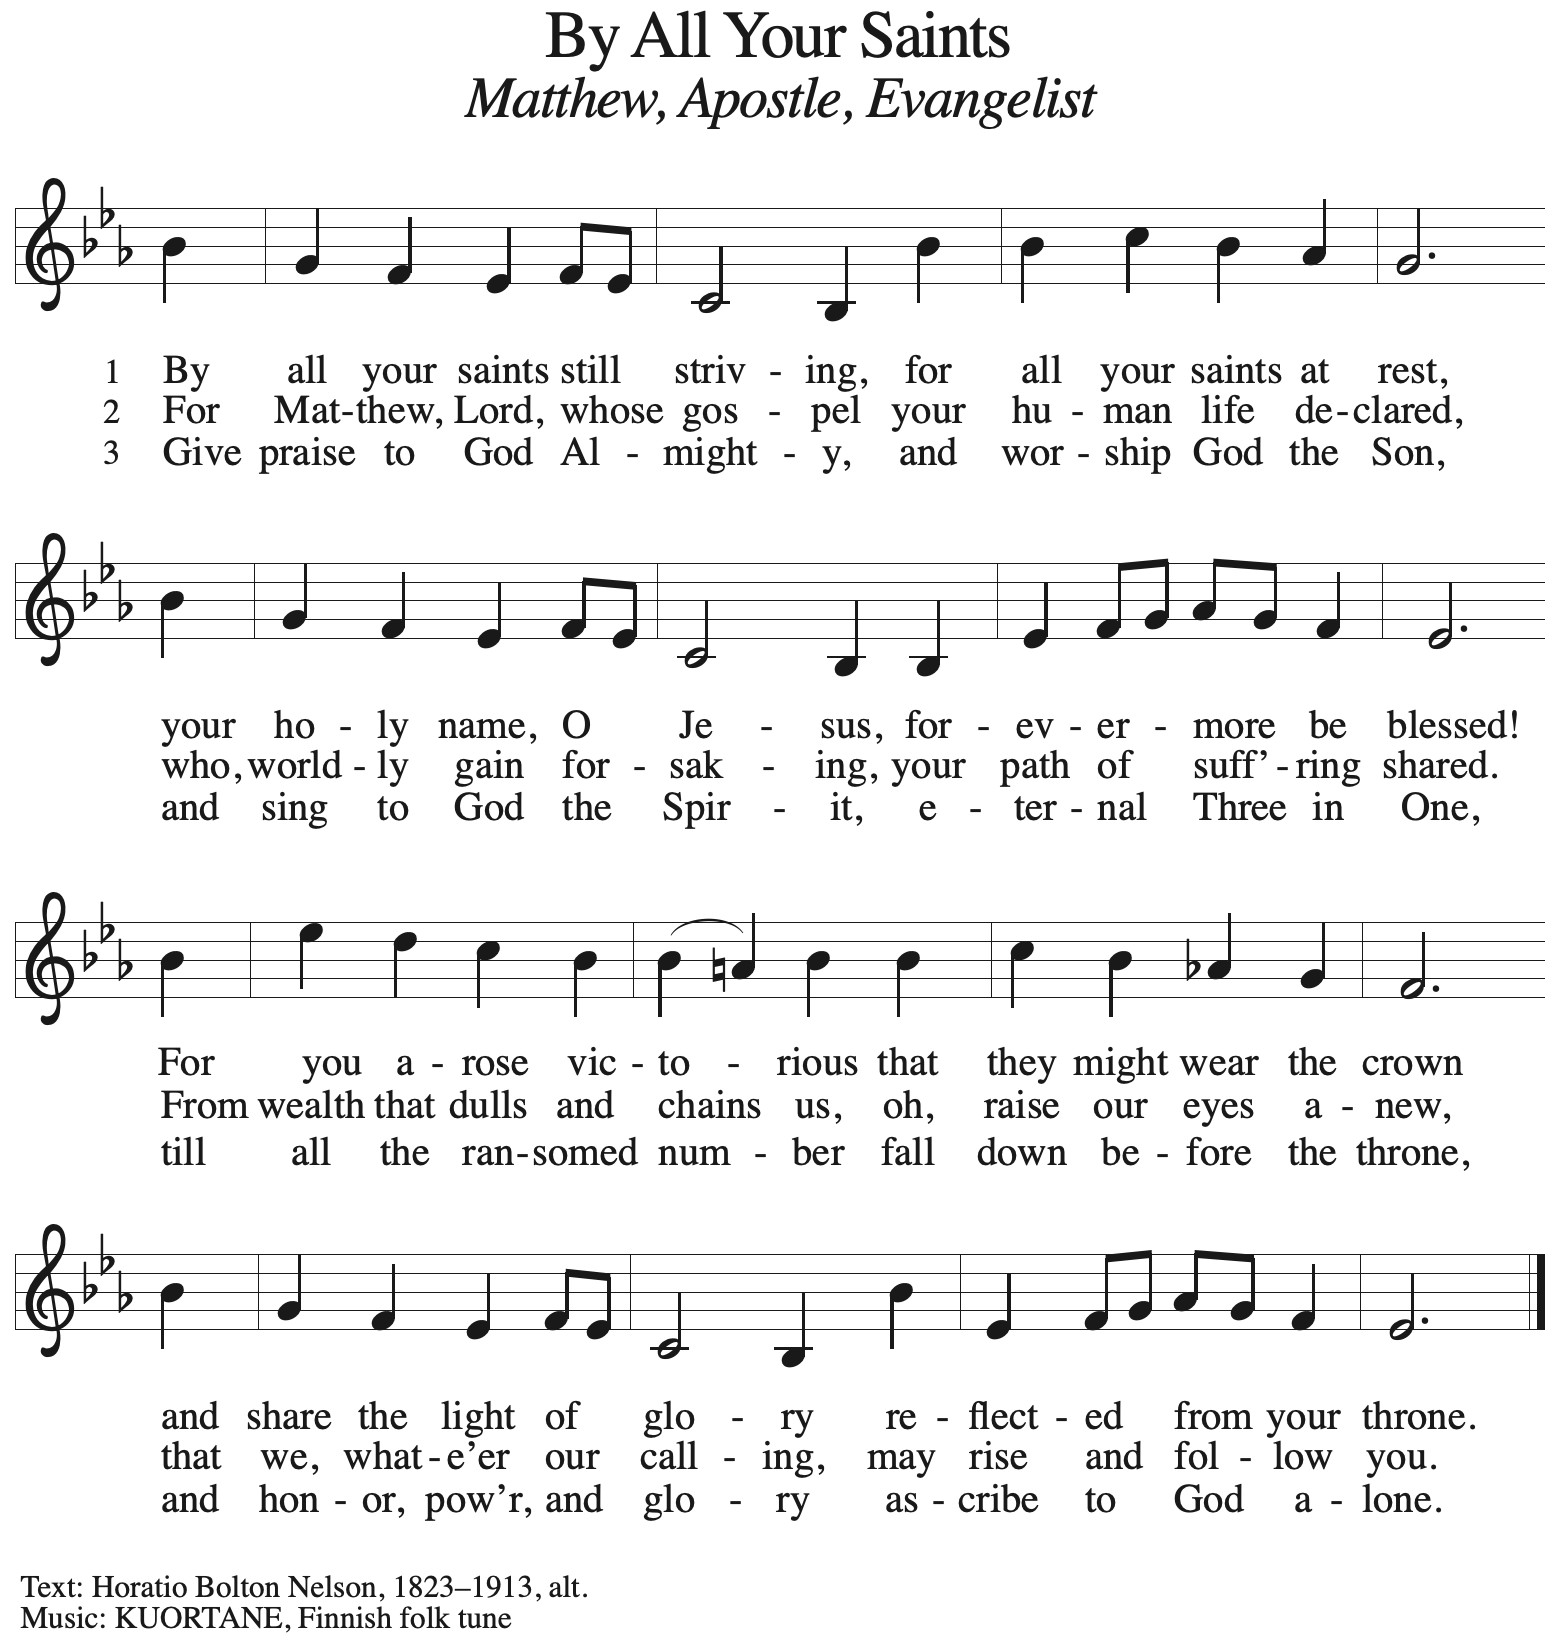 By All Your Saints
Matthew, Apostle, Evangelist
1 By all your saints still striv - ing, for all your saints at rest,
2 For Mat - thew, Lord, whose gos - pel your hu - man life de - clared,
3 Give praise to God Al - might - y, and wor - ship God the Son,
your ho - ly name, O Je - sus, for - ev - er - more be blessed!
who, world - ly gain for - sak - ing, your path of suff’ - ring shared.
and sing to God the Spir - it, e - ter - nal Three in One,
For you a - rose vic - to - rious that they might wear the crown
From wealth that dulls and chains us, oh, raise our eyes a - new,
till all the ran - somed num - ber fall down be - fore the throne,
and share the light of glo - ry re - flect - ed from your throne.
that we, what - e’er our call - ing, may rise and fol - low you.
and hon - or, pow’r, and glo - ry as - cribe to God a - lone.
Text: Horatio Bolton Nelson, 1823–1913, alt.
Music: KUORTANE, Finnish folk tune